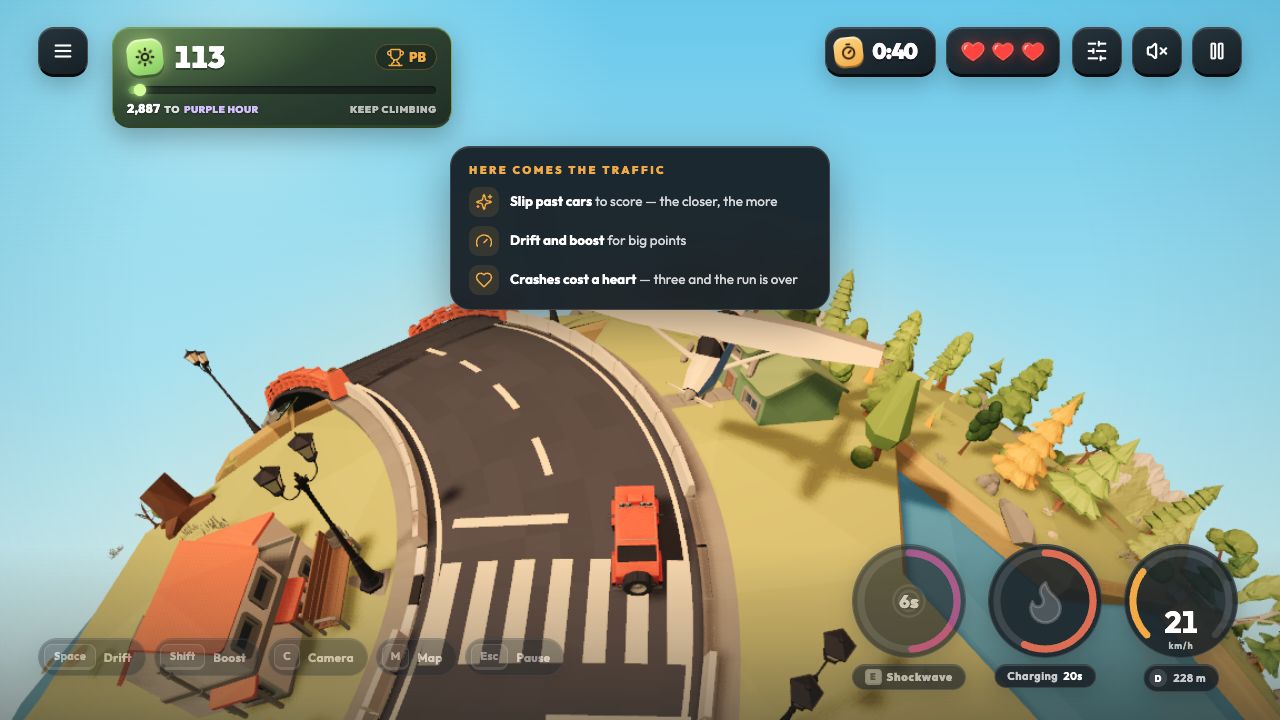 113
PB
2,887 TO PURPLE HOUR
KEEP CLIMBING
0:40
HERE COMES THE TRAFFIC
Slip past cars to score — the closer, the more
Drift and boost for big points
Crashes cost a heart — three and the run is over
Space Drift
Shift Boost
C Camera
M Map
Esc Pause
6s
E Shockwave
Charging 20s
21
km/h
D 228 m